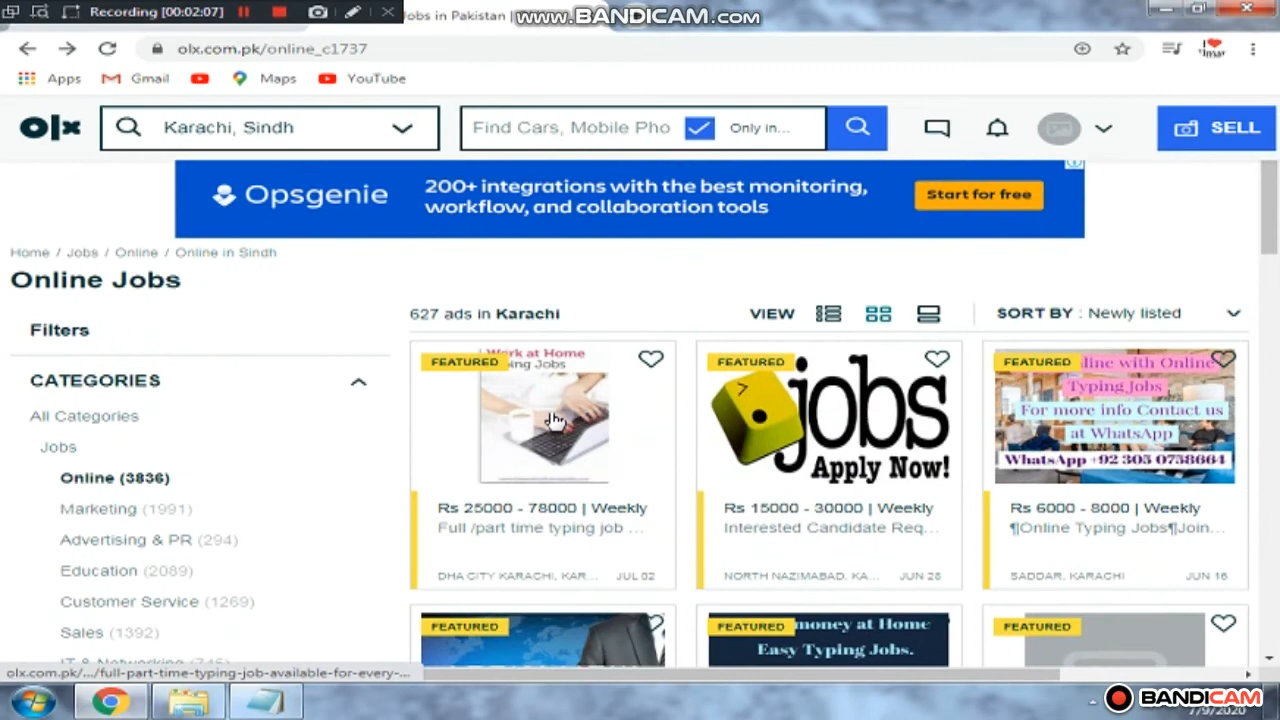 Recording [00:02:07]
Jobs in Pakistan |
www.BANDICAM.com
olx.com.pk/online_c1737
Apps Gmail Maps YouTube
olx Karachi, Sindh Find Cars, Mobile Pho Only in... SELL
Opsgenie
200+ integrations with the best monitoring,
workflow, and collaboration tools
Start for free
Home / Jobs / Online / Online in Sindh
Online Jobs
627 ads in Karachi VIEW SORT BY : Newly listed
Filters
CATEGORIES
All Categories
Jobs
Online (3836)
Marketing (1991)
Advertising & PR (294)
Education (2089)
Customer Service (1269)
Sales (1392)
IT & Networking (745)
FEATURED
Work at Home
Jobs
Rs 25000 - 78000 | Weekly
Full /part time typing job ...
DHA CITY KARACHI, KAR... JUL 02
FEATURED
jobs
Apply Now!
Rs 15000 - 30000 | Weekly
Interested Candidate Req...
NORTH NAZIMABAD, KA... JUN 28
FEATURED
with Online
Typing Jobs
For more info Contact us
at WhatsApp
WhatsApp +92 305 0758664
Rs 6000 - 8000 | Weekly
¶Online Typing Jobs¶Join...
SADDAR, KARACHI JUN 16
FEATURED
FEATURED
money at Home
Easy Typing Jobs.
FEATURED
olx.com.pk/.../full-part-time-typing-job-available-for-every-...
BANDICAM
7/9/2020